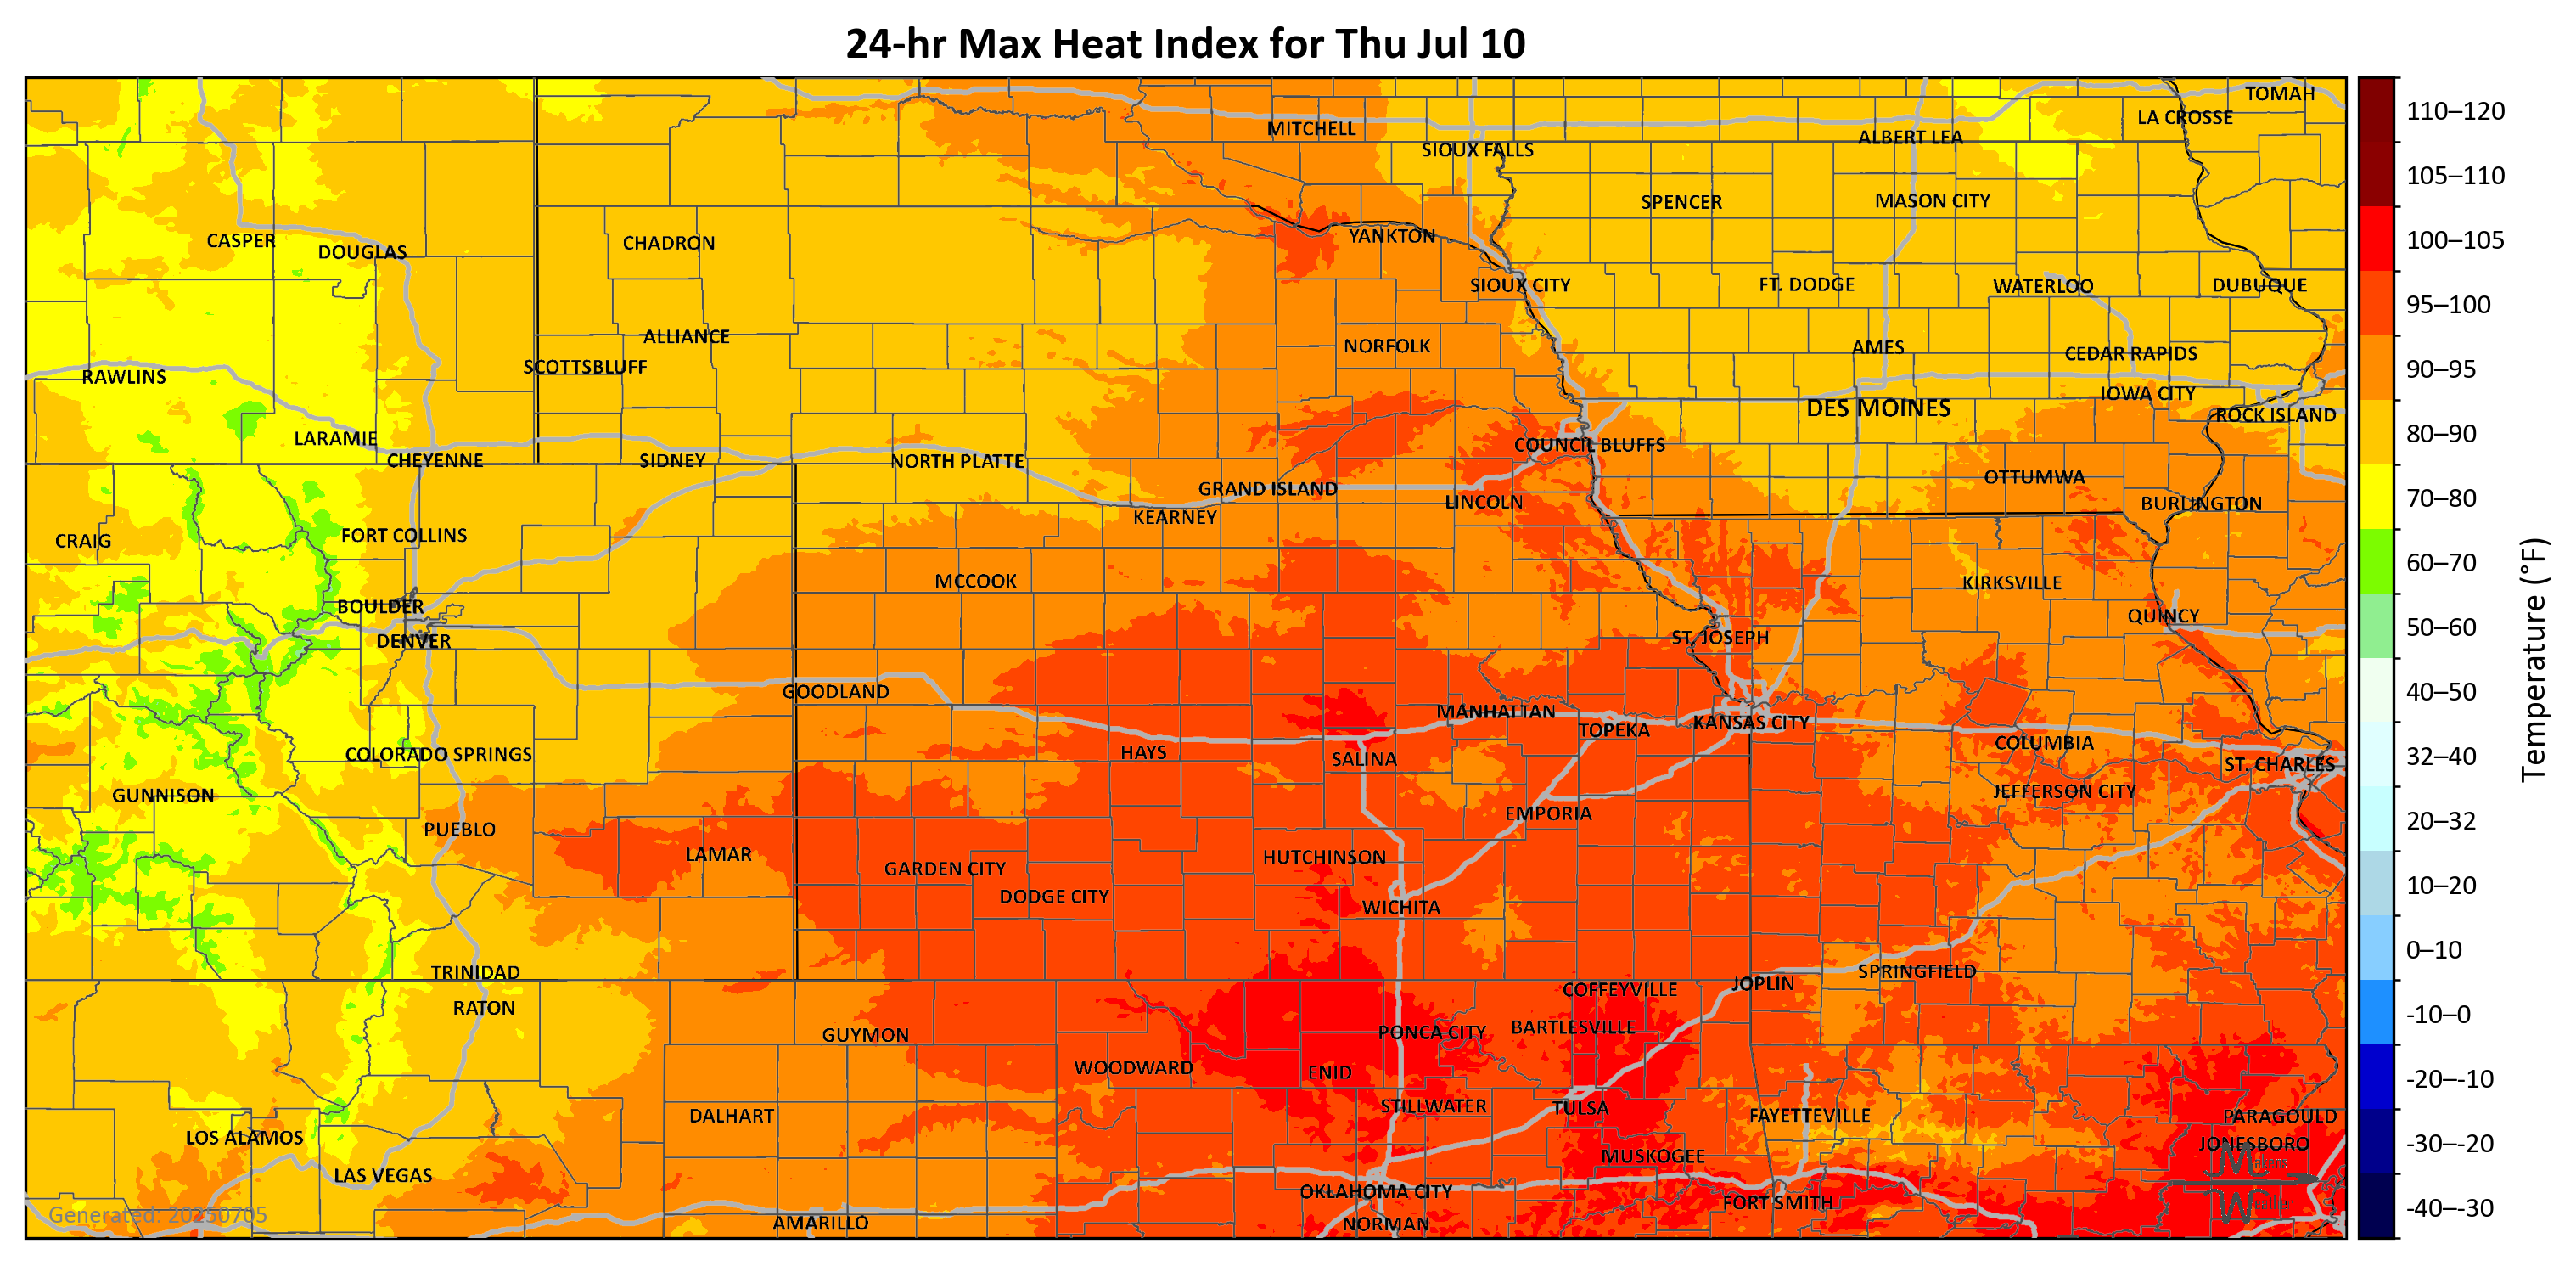 24-hr Max Heat Index for Thu Jul 10
TOMAH
LA CROSSE
MITCHELL
ALBERT LEA
SIOUX FALLS
SPENCER
MASON CITY
CASPER
DOUGLAS
CHADRON
YANKTON
SIOUX CITY
FT. DODGE
WATERLOO
DUBUQUE
ALLIANCE
NORFOLK
AMES
CEDAR RAPIDS
SCOTTSBLUFF
RAWLINS
IOWA CITY
DES MOINES
ROCK ISLAND
LARAMIE
COUNCIL BLUFFS
CHEYENNE
SIDNEY
NORTH PLATTE
OTTUMWA
GRAND ISLAND
LINCOLN
BURLINGTON
KEARNEY
FORT COLLINS
CRAIG
MCCOOK
KIRKSVILLE
BOULDER
QUINCY
DENVER
ST. JOSEPH
GOODLAND
MANHATTAN
KANSAS CITY
TOPEKA
COLUMBIA
HAYS
COLORADO SPRINGS
SALINA
ST. CHARLES
JEFFERSON CITY
GUNNISON
EMPORIA
PUEBLO
LAMAR
HUTCHINSON
GARDEN CITY
DODGE CITY
WICHITA
TRINIDAD
SPRINGFIELD
JOPLIN
COFFEYVILLE
RATON
BARTLESVILLE
PONCA CITY
GUYMON
WOODWARD
ENID
STILLWATER
TULSA
DALHART
FAYETTEVILLE
PARAGOULD
LOS ALAMOS
JONESBORO
MUSKOGEE
LAS VEGAS
OKLAHOMA CITY
FORT SMITH
Generated: 20250705
AMARILLO
NORMAN
110–120
105–110
100–105
95–100
90–95
80–90
70–80
60–70
50–60
40–50
32–40
20–32
10–20
0–10
-10–0
-20–-10
-30–-20
-40–-30
Temperature (°F)